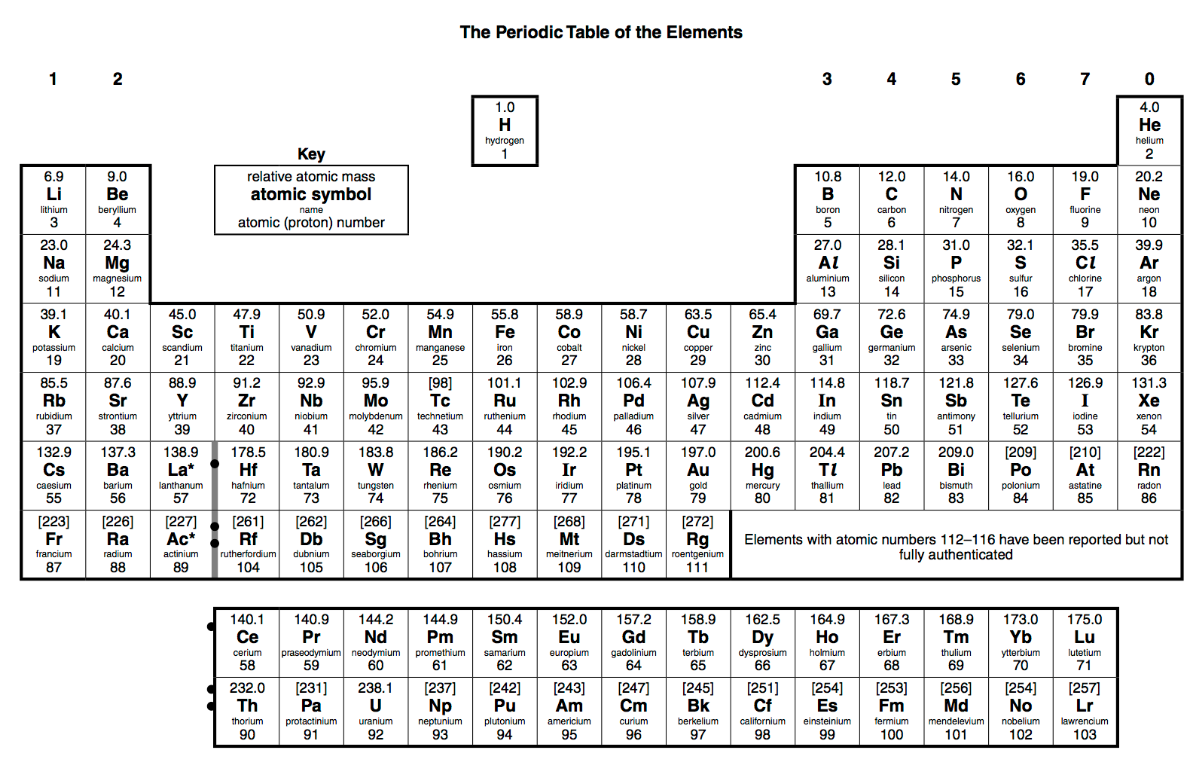 The Periodic Table of the Elements
1 2 3 4 5 6 7 0
1.0 4.0
H He
hydrogen helium
1 2
Key
relative atomic mass
atomic symbol
name
atomic (proton) number
6.9 9.0 10.8 12.0 14.0 16.0 19.0 20.2
Li Be B C N O F Ne
lithium beryllium boron carbon nitrogen oxygen fluorine neon
3 4 5 6 7 8 9 10
23.0 24.3 27.0 28.1 31.0 32.1 35.5 39.9
Na Mg Al Si P S Cl Ar
sodium magnesium aluminium silicon phosphorus sulfur chlorine argon
11 12 13 14 15 16 17 18
39.1 40.1 45.0 47.9 50.9 52.0 54.9 55.8 58.9 58.7 63.5 65.4 69.7 72.6 74.9 79.0 79.9 83.8
K Ca Sc Ti V Cr Mn Fe Co Ni Cu Zn Ga Ge As Se Br Kr
potassium calcium scandium titanium vanadium chromium manganese iron cobalt nickel copper zinc gallium germanium arsenic selenium bromine krypton
19 20 21 22 23 24 25 26 27 28 29 30 31 32 33 34 35 36
85.5 87.6 88.9 91.2 92.9 95.9 [98] 101.1 102.9 106.4 107.9 112.4 114.8 118.7 121.8 127.6 126.9 131.3
Rb Sr Y Zr Nb Mo Tc Ru Rh Pd Ag Cd In Sn Sb Te I Xe
rubidium strontium yttrium zirconium niobium molybdenum technetium ruthenium rhodium palladium silver cadmium indium tin antimony tellurium iodine xenon
37 38 39 40 41 42 43 44 45 46 47 48 49 50 51 52 53 54
132.9 137.3 138.9 178.5 180.9 183.8 186.2 190.2 192.2 195.1 197.0 200.6 204.4 207.2 209.0 [209] [210] [222]
Cs Ba La* Hf Ta W Re Os Ir Pt Au Hg Tl Pb Bi Po At Rn
caesium barium lanthanum hafnium tantalum tungsten rhenium osmium iridium platinum gold mercury thallium lead bismuth polonium astatine radon
55 56 57 72 73 74 75 76 77 78 79 80 81 82 83 84 85 86
[223] [226] [227] [261] [262] [266] [264] [277] [268] [271] [272]
Fr Ra Ac* Rf Db Sg Bh Hs Mt Ds Rg
francium radium actinium rutherfordium dubnium seaborgium bohrium hassium meitnerium darmstadtium roentgenium
87 88 89 104 105 106 107 108 109 110 111
Elements with atomic numbers 112–116 have been reported but not
fully authenticated
140.1 140.9 144.2 144.9 150.4 152.0 157.2 158.9 162.5 164.9 167.3 168.9 173.0 175.0
Ce Pr Nd Pm Sm Eu Gd Tb Dy Ho Er Tm Yb Lu
cerium praseodymium neodymium promethium samarium europium gadolinium terbium dysprosium holmium erbium thulium ytterbium lutetium
58 59 60 61 62 63 64 65 66 67 68 69 70 71
232.0 [231] 238.1 [237] [242] [243] [247] [245] [251] [254] [253] [256] [254] [257]
Th Pa U Np Pu Am Cm Bk Cf Es Fm Md No Lr
thorium protactinium uranium neptunium plutonium americium curium berkelium californium einsteinium fermium mendelevium nobelium lawrencium
90 91 92 93 94 95 96 97 98 99 100 101 102 103